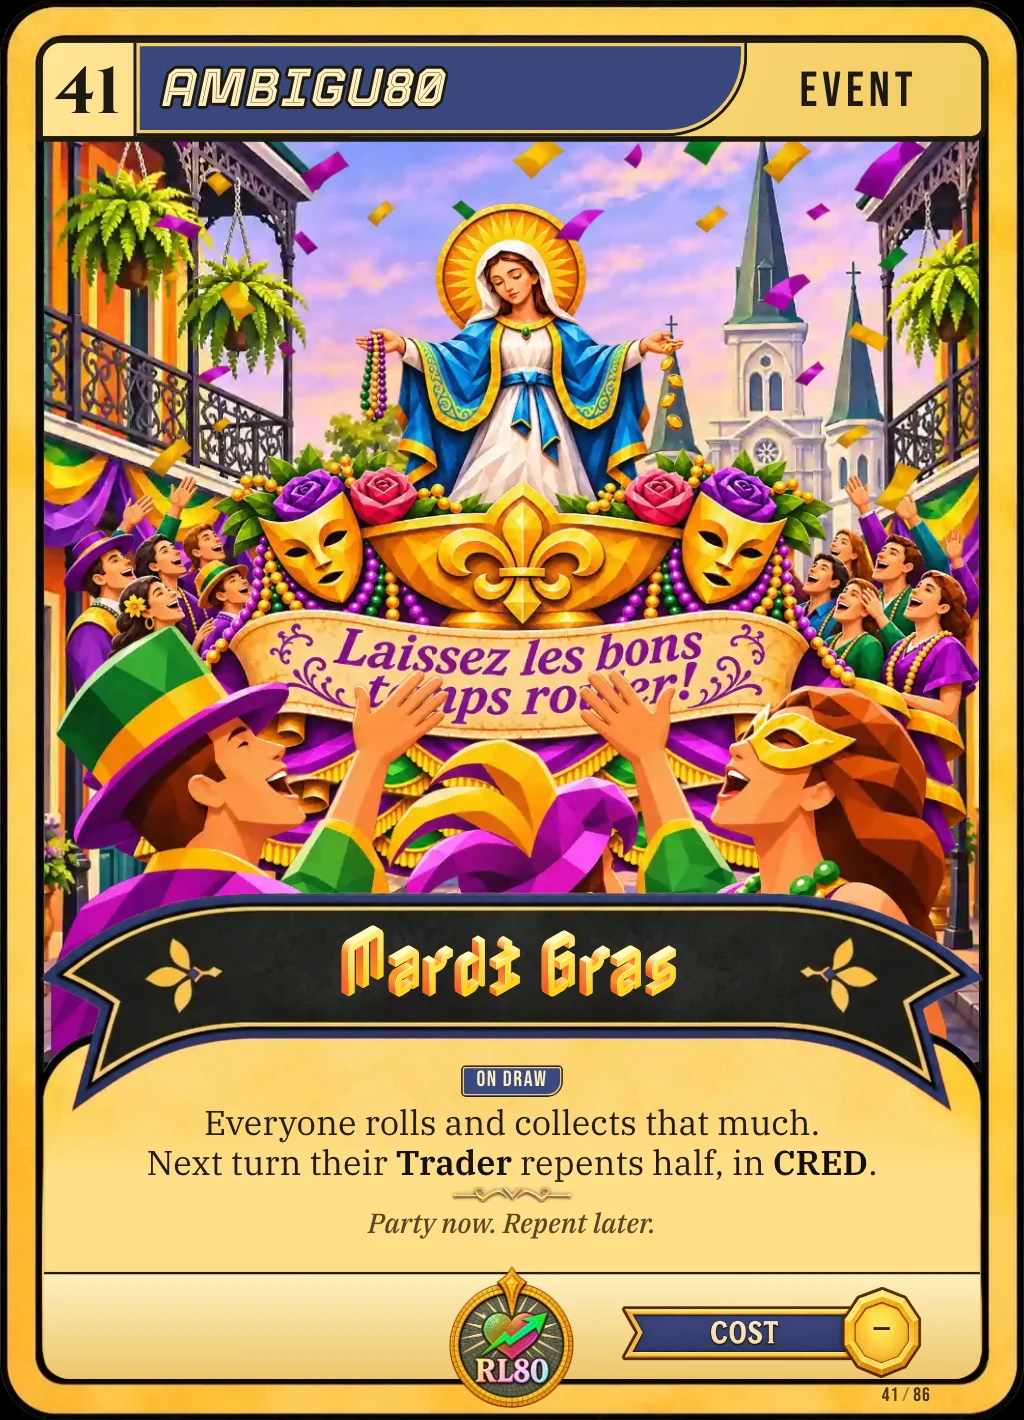 41
AMBIGU80
EVENT
Laissez les bons
er!
Mardi Gras
ON DRAW
Everyone rolls and collects that much.
Next turn their Trader repents half, in CRED.
Party now. Repent later.
RL80
COST
–
41 / 86